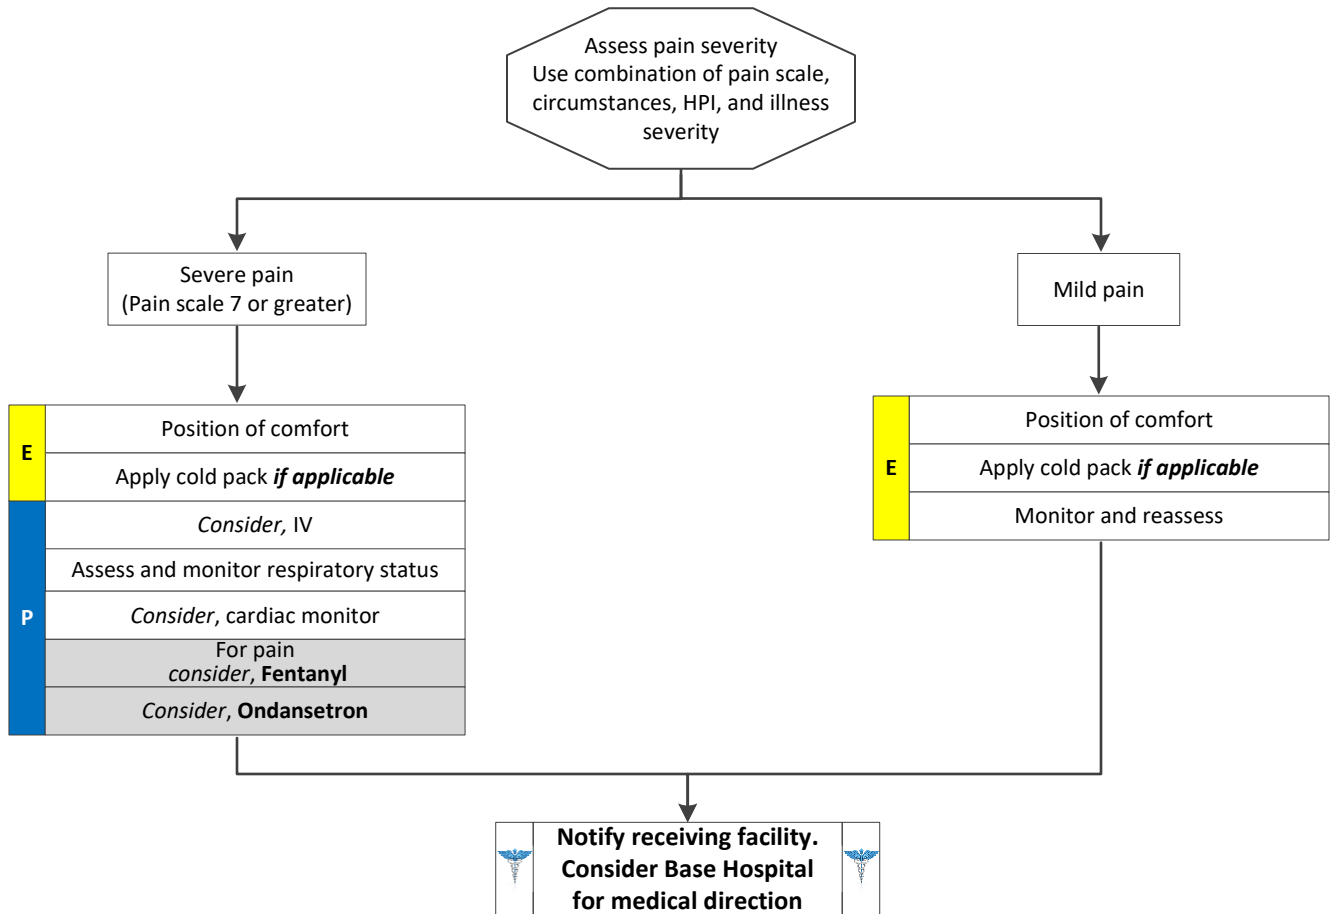 Assess pain severity
Use combination of pain scale,
circumstances, HPI, and illness
severity
Severe pain
(Pain scale 7 or greater)
Mild pain
E
Position of comfort
Apply cold pack if applicable
P
Consider, IV
Assess and monitor respiratory status
Consider, cardiac monitor
For pain
consider, Fentanyl
Consider, Ondansetron
E
Position of comfort
Apply cold pack if applicable
Monitor and reassess
Notify receiving facility.
Consider Base Hospital
for medical direction